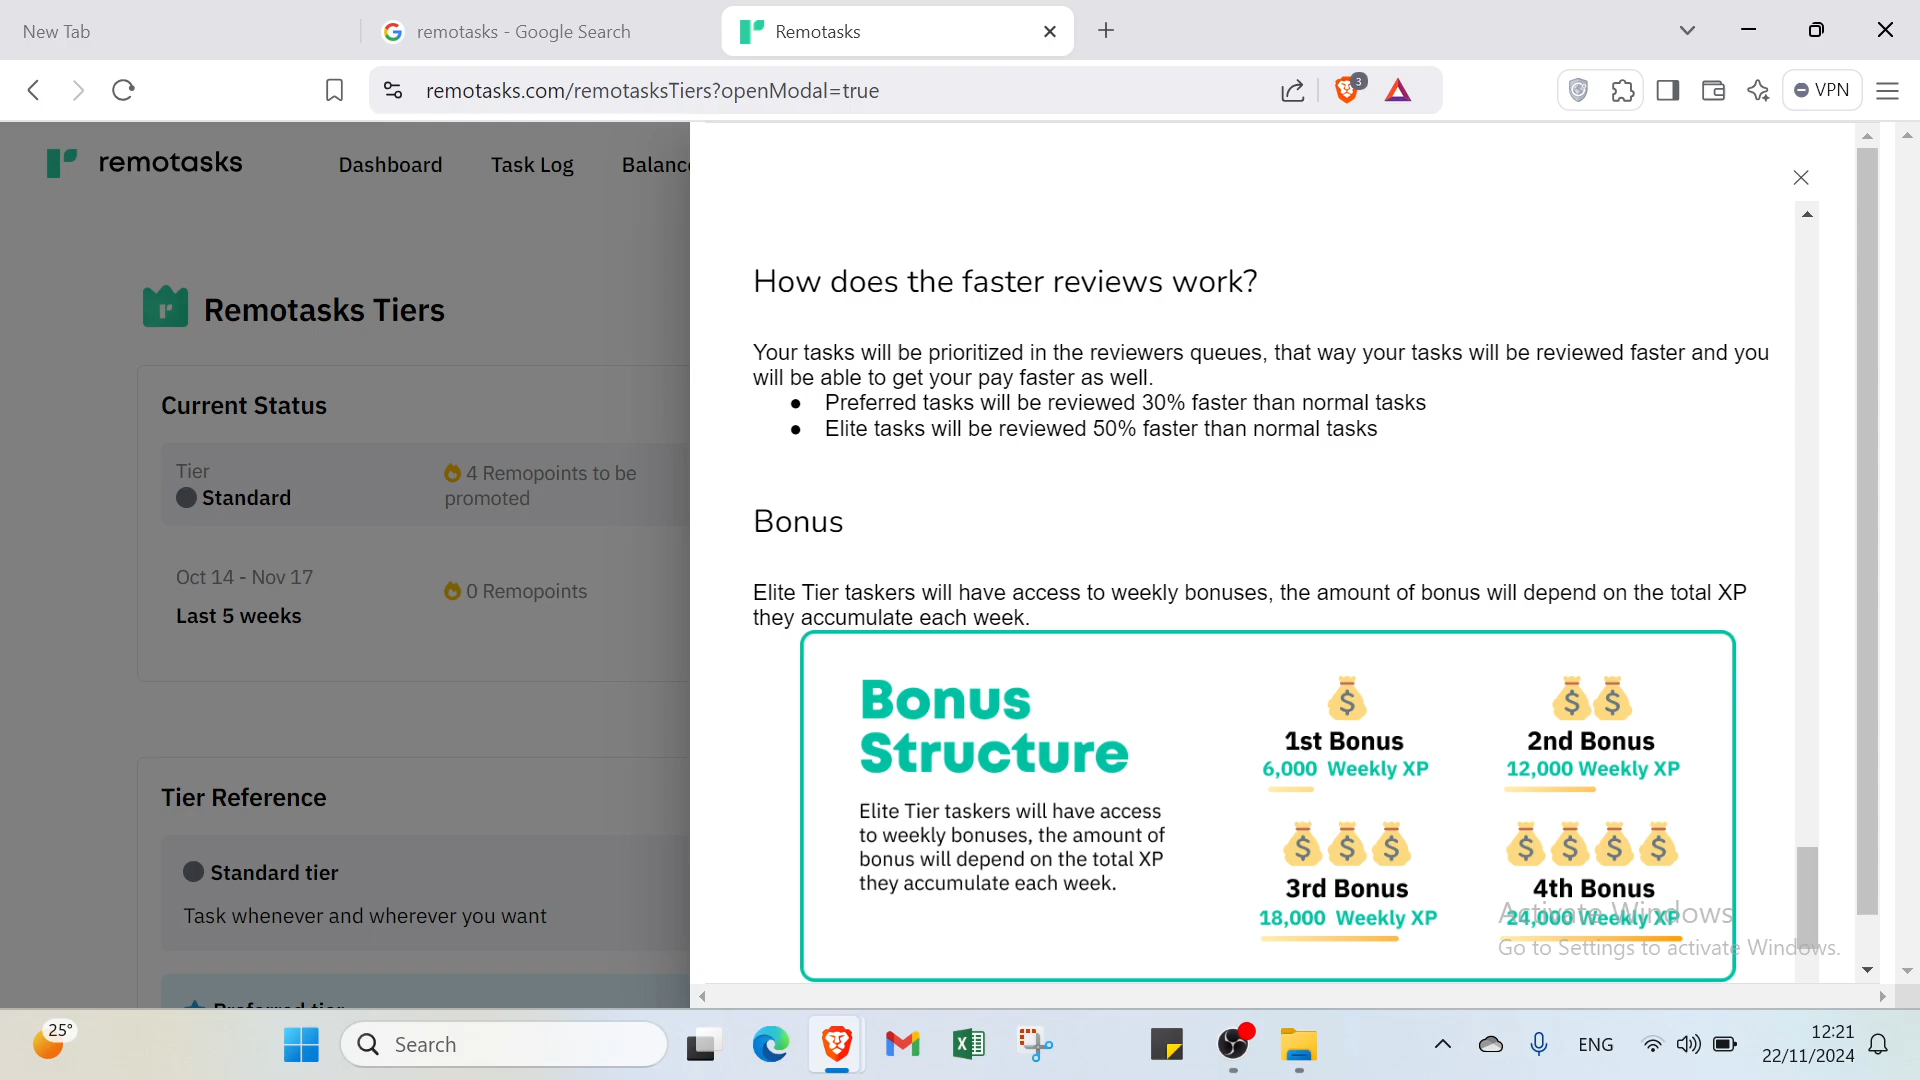 New Tab
remotasks - Google Search
Remotasks
remotasks.com/remotasksTiers?openModal=true
3
VPN
remotasks
Dashboard
Task Log
Balanc
Remotasks Tiers
Current Status
Tier
Standard
4 Remopoints to be
promoted
Oct 14 - Nov 17
Last 5 weeks
0 Remopoints
Tier Reference
Standard tier
Task whenever and wherever you want
Preferred tier
How does the faster reviews work?
Your tasks will be prioritized in the reviewers queues, that way your tasks will be reviewed faster and you
will be able to get your pay faster as well.
● Preferred tasks will be reviewed 30% faster than normal tasks
● Elite tasks will be reviewed 50% faster than normal tasks
Bonus
Elite Tier taskers will have access to weekly bonuses, the amount of bonus will depend on the total XP
they accumulate each week.
Bonus
Structure
Elite Tier taskers will have access
to weekly bonuses, the amount of
bonus will depend on the total XP
they accumulate each week.
1st Bonus
6,000 Weekly XP
2nd Bonus
12,000 Weekly XP
3rd Bonus
18,000 Weekly XP
4th Bonus
24,000 Weekly XP
Activate Windows
Go to Settings to activate Windows.
25°
Search
ENG
12:21
22/11/2024